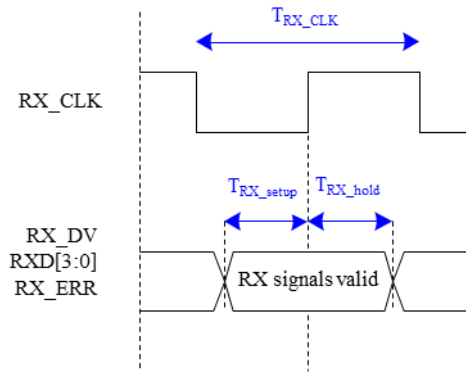 T_RX_CLK
RX_CLK
T_RX_setup T_RX_hold
RX_DV
RXD[3:0]
RX_ERR
RX signals valid